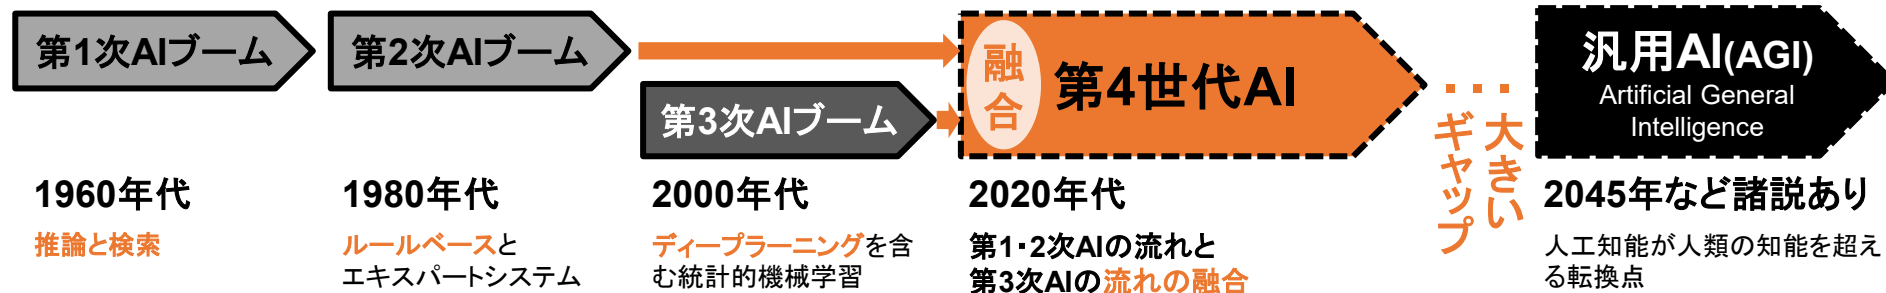 第1次AIブーム
第2次AIブーム
第3次AIブーム
融合
第4世代AI
大きい
ギャップ
汎用AI(AGI)
Artificial General
Intelligence
1960年代
推論と検索
1980年代
ルールベースと
エキスパートシステム
2000年代
ディープラーニングを含
む統計的機械学習
2020年代
第1・2次AIの流れと
第3次AIの流れの融合
2045年など諸説あり
人工知能が人類の知能を超え
る転換点